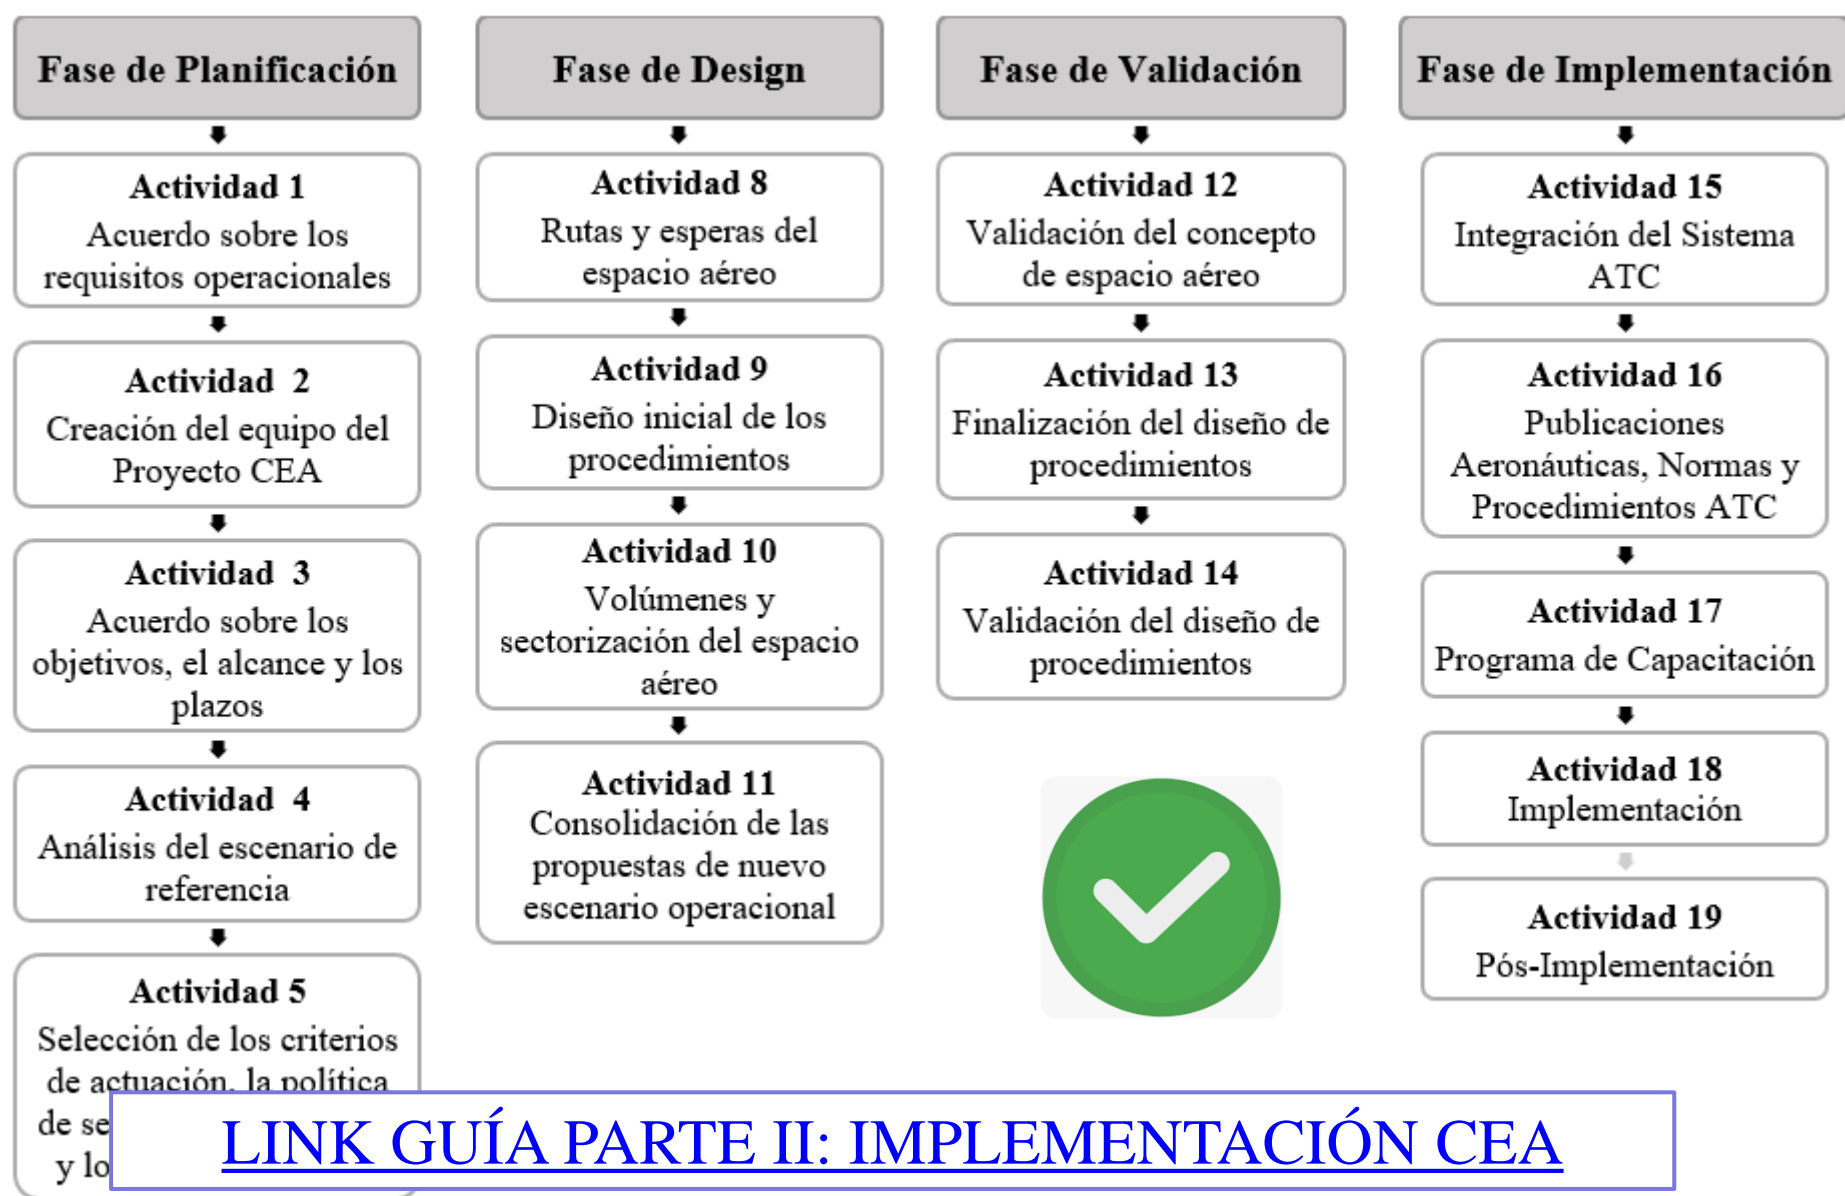 Fase de Planificación
Actividad 1
Acuerdo sobre los
requisitos operacionales
Actividad 2
Creación del equipo del
Proyecto CEA
Actividad 3
Acuerdo sobre los
objetivos, el alcance y los
plazos
Actividad 4
Análisis del escenario de
referencia
Actividad 5
Selección de los criterios
de actuación, la política
de se
y lo
Fase de Design
Actividad 8
Rutas y esperas del
espacio aéreo
Actividad 9
Diseño inicial de los
procedimientos
Actividad 10
Volúmenes y
sectorización del espacio
aéreo
Actividad 11
Consolidación de las
propuestas de nuevo
escenario operacional
Fase de Validación
Actividad 12
Validación del concepto
de espacio aéreo
Actividad 13
Finalización del diseño de
procedimientos
Actividad 14
Validación del diseño de
procedimientos
Fase de Implementación
Actividad 15
Integración del Sistema
ATC
Actividad 16
Publicaciones
Aeronáuticas, Normas y
Procedimientos ATC
Actividad 17
Programa de Capacitación
Actividad 18
Implementación
Actividad 19
Pós-Implementación
LINK GUÍA PARTE II: IMPLEMENTACIÓN CEA